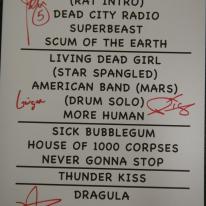 (RAT INTRO)
DEAD CITY RADIO
SUPERBEAST
SCUM OF THE EARTH
LIVING DEAD GIRL
(STAR SPANGLED)
AMERICAN BAND (MARS)
Ginger (DRUM SOLO)
MORE HUMAN
SICK BUBBLEGUM
HOUSE OF 1000 CORPSES
NEVER GONNA STOP
THUNDER KISS
DRAGULA